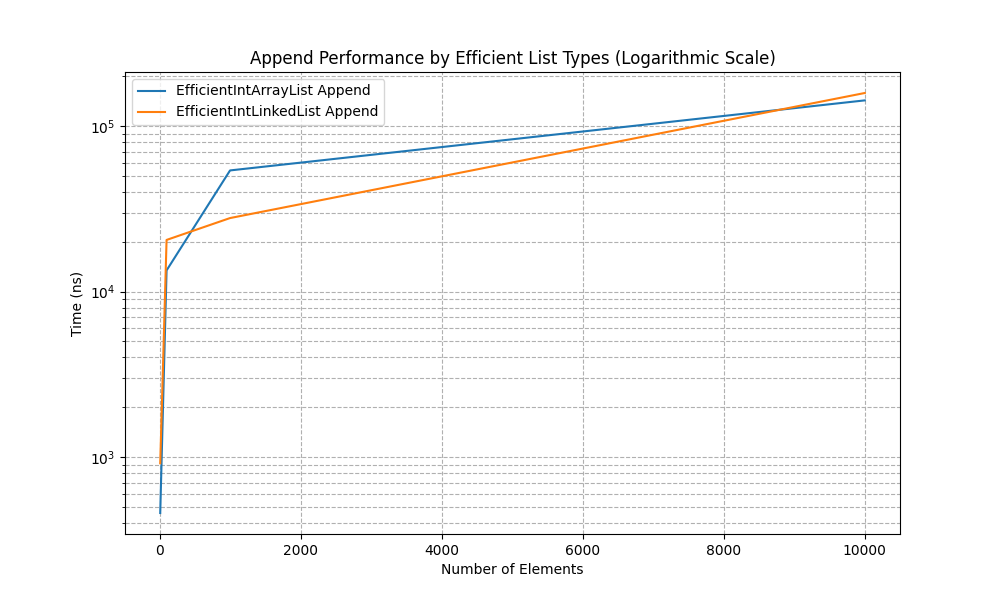 Append Performance by Efficient List Types (Logarithmic Scale)
EfficientIntArrayList Append
EfficientIntLinkedList Append
10⁵
10⁴
10³
Time (ns)
0 2000 4000 6000 8000 10000
Number of Elements